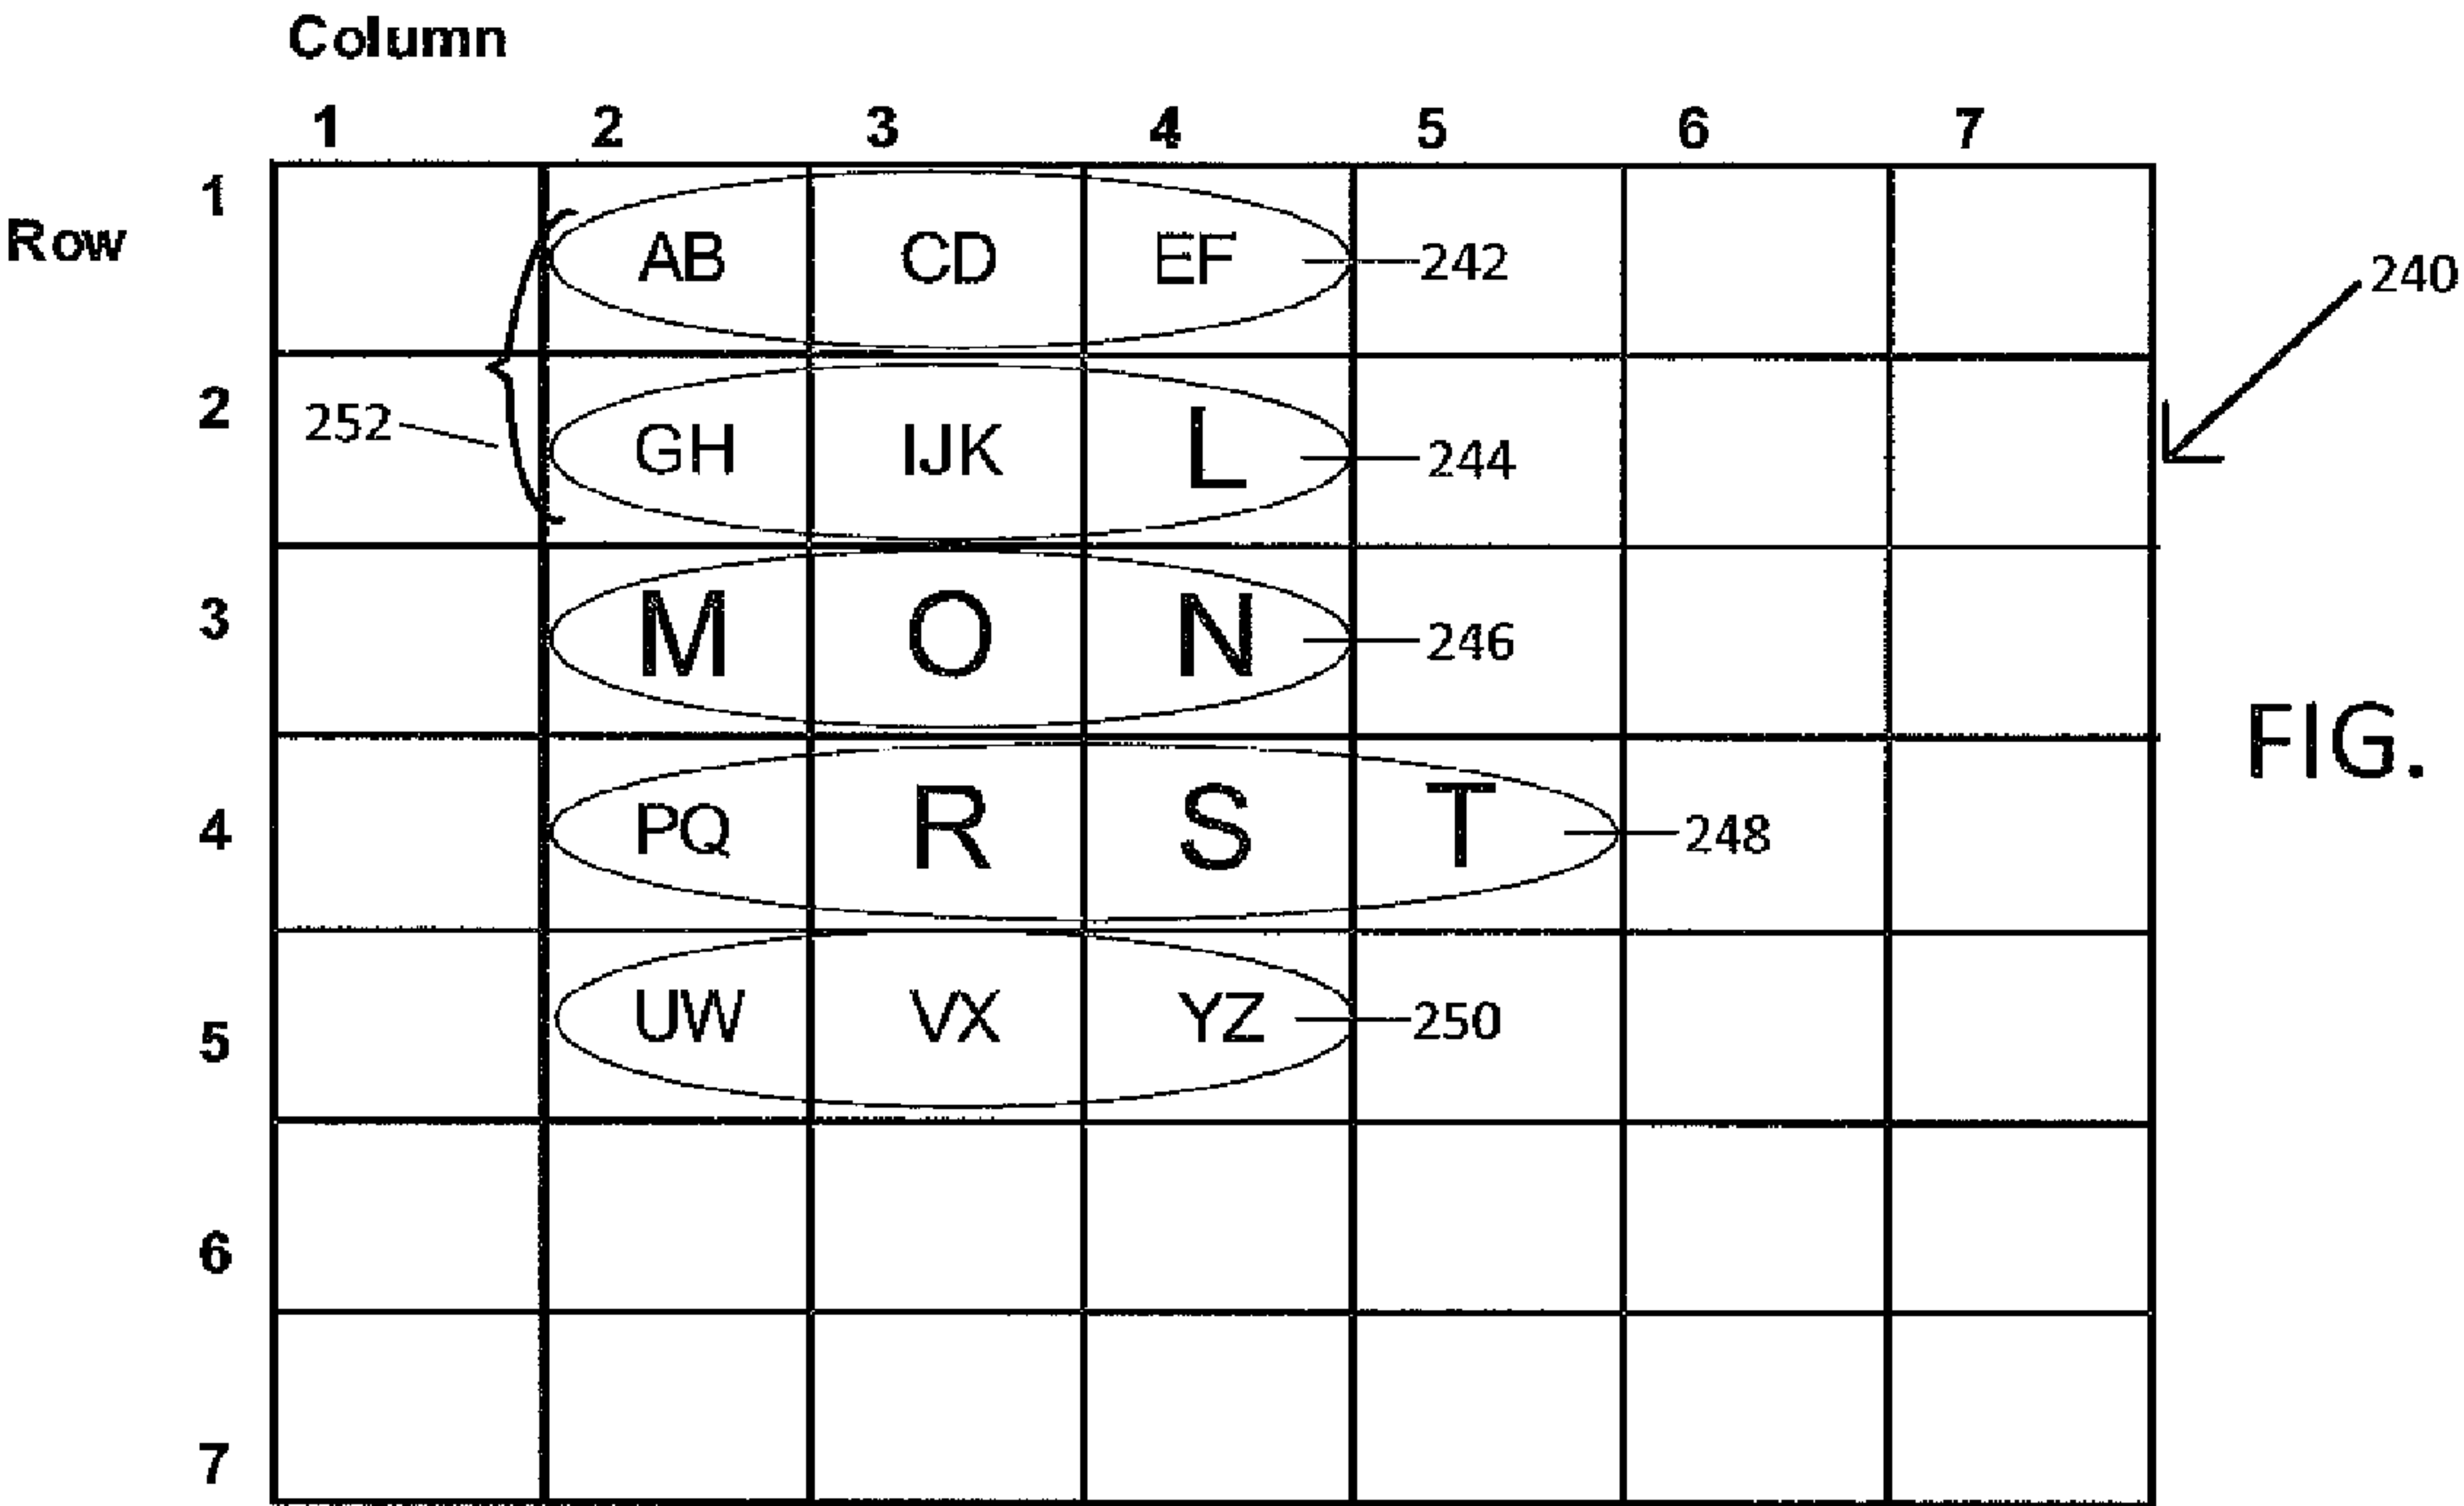 Column
1 2 3 4 5 6 7
1
Row
AB CD EF 242
240
2
252 GH IJK L 244
3
M O N 246
FIG.
4
PQ R S T 248
5
UW VX YZ 250
6
7